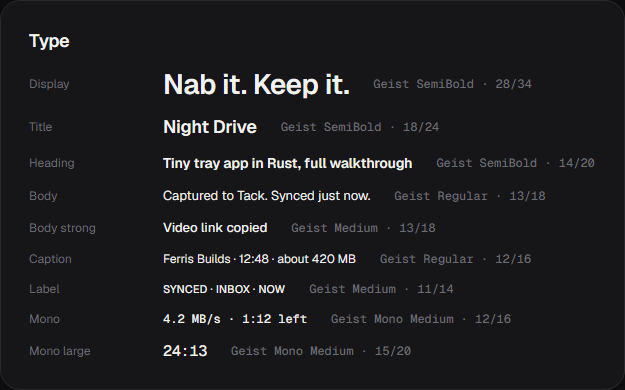 Type
Display Nab it. Keep it. Geist SemiBold · 28/34
Title Night Drive Geist SemiBold · 18/24
Heading Tiny tray app in Rust, full walkthrough Geist SemiBold · 14/20
Body Captured to Tack. Synced just now. Geist Regular · 13/18
Body strong Video link copied Geist Medium · 13/18
Caption Ferris Builds · 12:48 · about 420 MB Geist Regular · 12/16
Label SYNCED · INBOX · NOW Geist Medium · 11/14
Mono 4.2 MB/s · 1:12 left Geist Mono Medium · 12/16
Mono large 24:13 Geist Mono Medium · 15/20